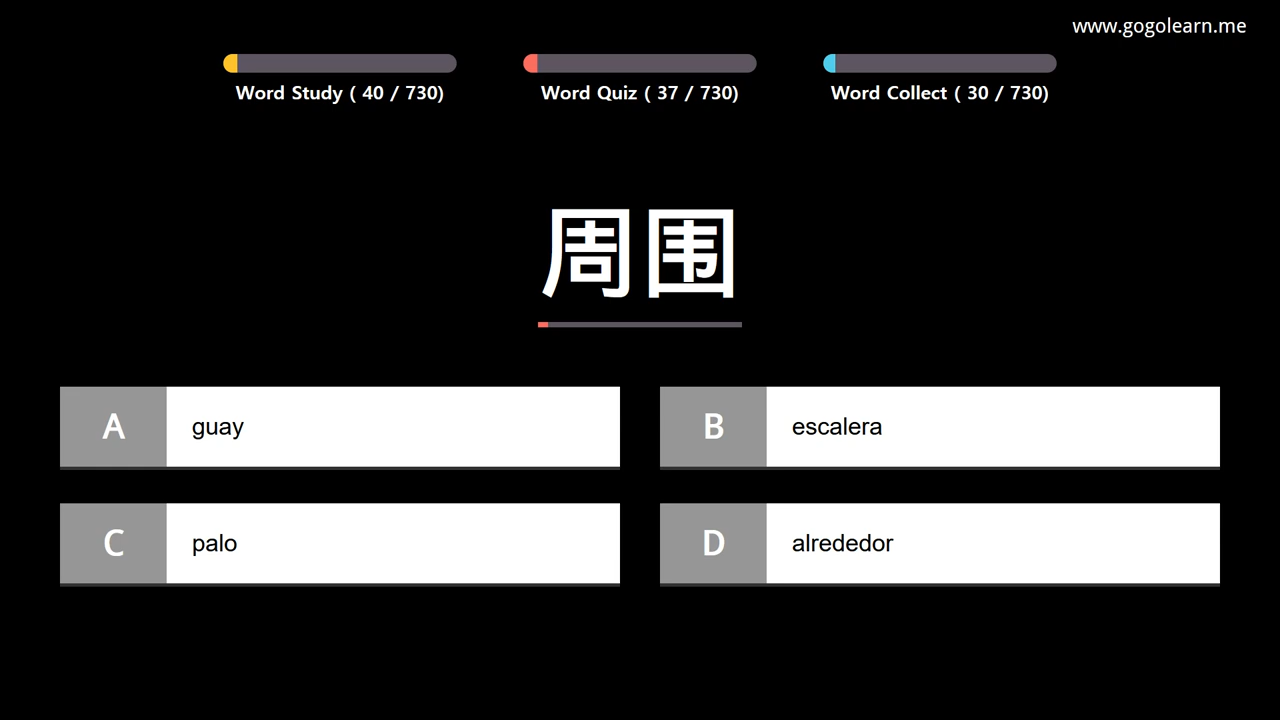 www.gogolearn.me
Word Study ( 40 / 730)
Word Quiz ( 37 / 730)
Word Collect ( 30 / 730)
周围
A guay
B escalera
C palo
D alrededor